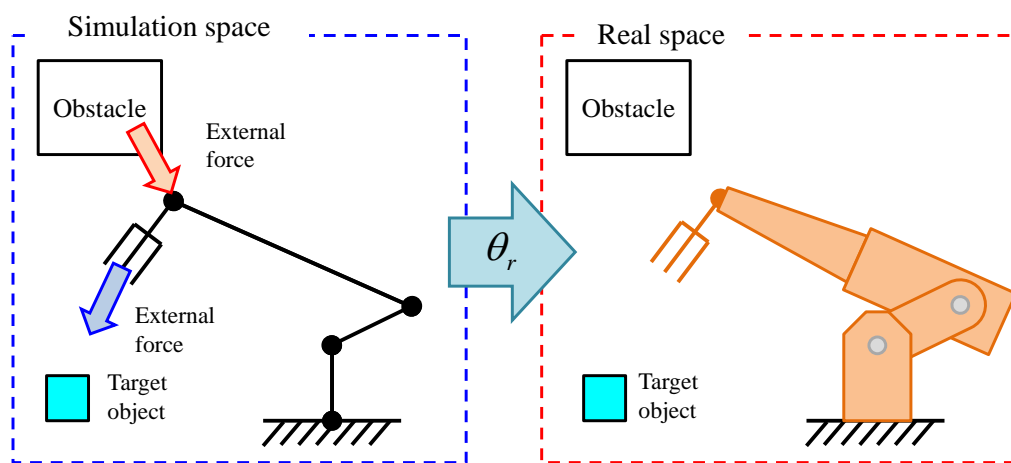 Simulation space
Obstacle
External
force
External
force
Target
object
θr
Real space
Obstacle
Target
object